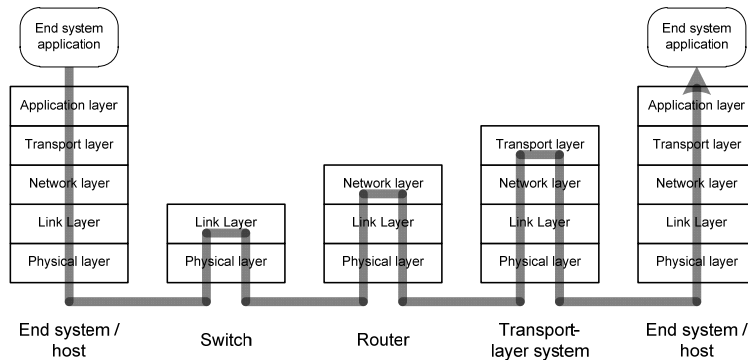 End system
application
Application layer
Transport layer
Network layer
Link Layer
Physical layer
End system /
host
Link Layer
Physical layer
Switch
Network layer
Link Layer
Physical layer
Router
Transport layer
Network layer
Link Layer
Physical layer
Transport-
layer system
End system
application
Application layer
Transport layer
Network layer
Link Layer
Physical layer
End system /
host